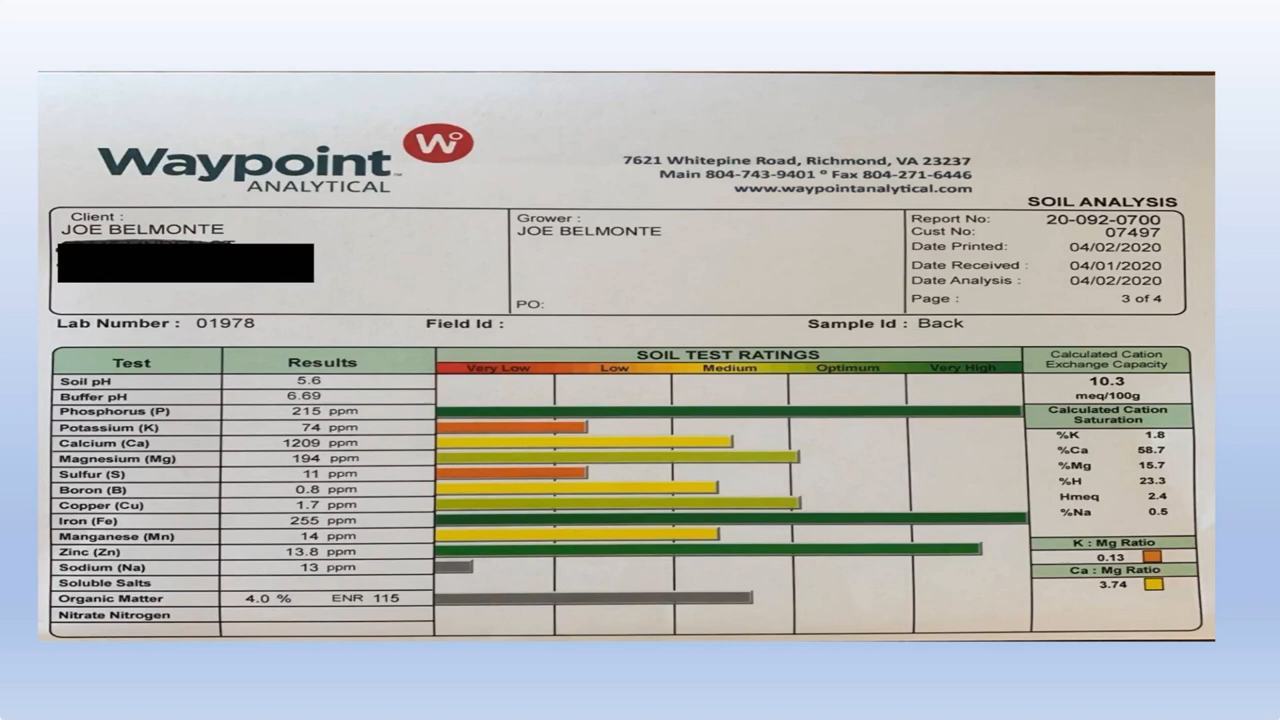 Waypoint
ANALYTICAL
W
7621 Whitepine Road, Richmond, VA 23237
Main 804-743-9401 ° Fax 804-271-6446
www.waypointanalytical.com
SOIL ANALYSIS
Client :
JOE BELMONTE
Grower :
JOE BELMONTE
PO:
Report No: 20-092-0700
Cust No: 07497
Date Printed: 04/02/2020
Date Received : 04/01/2020
Date Analysis : 04/02/2020
Page : 3 of 4
Lab Number : 01978 Field Id : Sample Id : Back
Test Results SOIL TEST RATINGS
Very Low Low Medium Optimum Very High
Soil pH 5.6
Buffer pH 6.69
Phosphorus (P) 215 ppm
Potassium (K) 74 ppm
Calcium (Ca) 1209 ppm
Magnesium (Mg) 194 ppm
Sulfur (S) 11 ppm
Boron (B) 0.8 ppm
Copper (Cu) 1.7 ppm
Iron (Fe) 255 ppm
Manganese (Mn) 14 ppm
Zinc (Zn) 13.8 ppm
Sodium (Na) 13 ppm
Soluble Salts
Organic Matter 4.0 % ENR 115
Nitrate Nitrogen
Calculated Cation
Exchange Capacity
10.3
meq/100g
Calculated Cation
Saturation
%K 1.8
%Ca 58.7
%Mg 15.7
%H 23.3
Hmeq 2.4
%Na 0.5
K : Mg Ratio
0.13
Ca : Mg Ratio
3.74